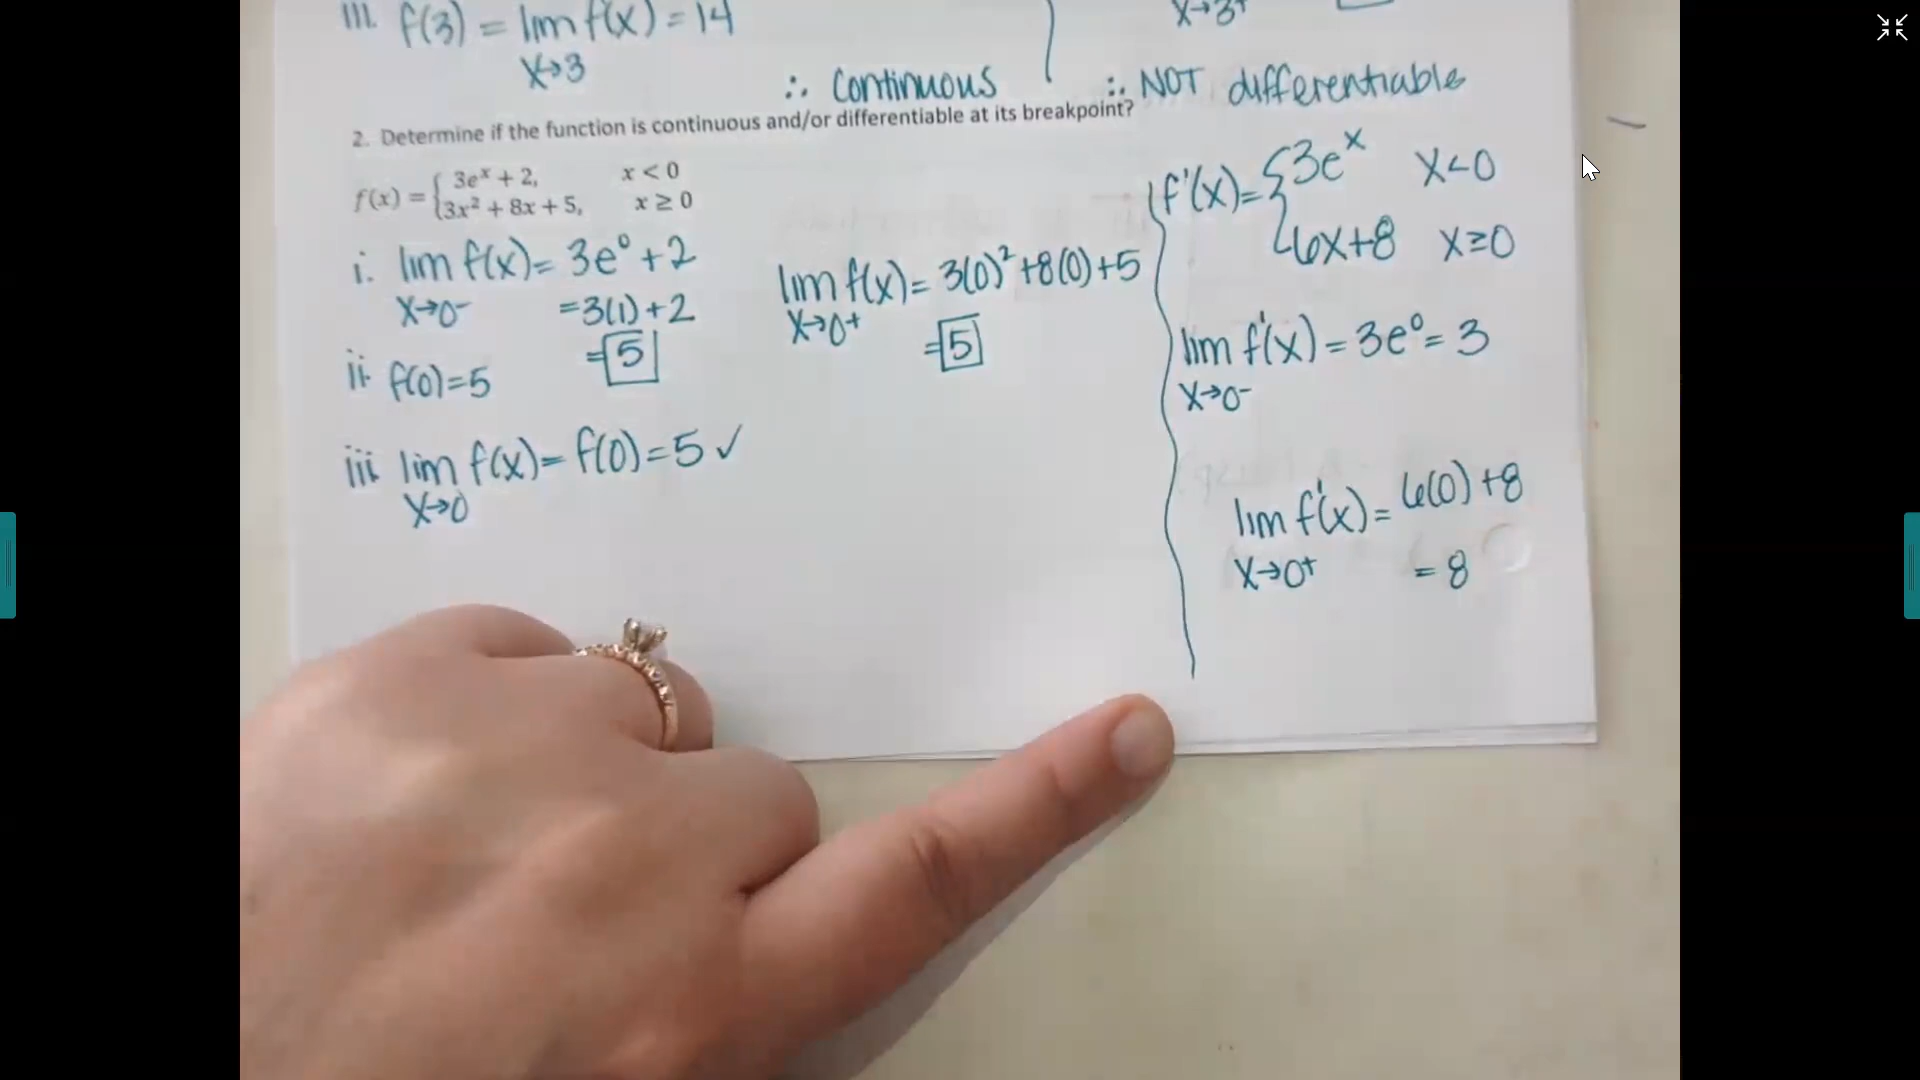 iii. f(3) = lim f(x) = 14
x→3
x→3⁺
∴ Continuous
∴ NOT differentiable
2. Determine if the function is continuous and/or differentiable at its breakpoint?
f(x) = { 3eˣ + 2, x < 0
3x² + 8x + 5, x ≥ 0
i. lim f(x) = 3e⁰ + 2
x→0⁻ = 3(1) + 2
= 5
lim f(x) = 3(0)² + 8(0) + 5
x→0⁺ = 5
ii. f(0) = 5
iii. lim f(x) = f(0) = 5 ✓
x→0
f'(x) = { 3eˣ x < 0
6x + 8 x ≥ 0
lim f'(x) = 3e⁰ = 3
x→0⁻
lim f'(x) = 6(0) + 8
x→0⁺ = 8